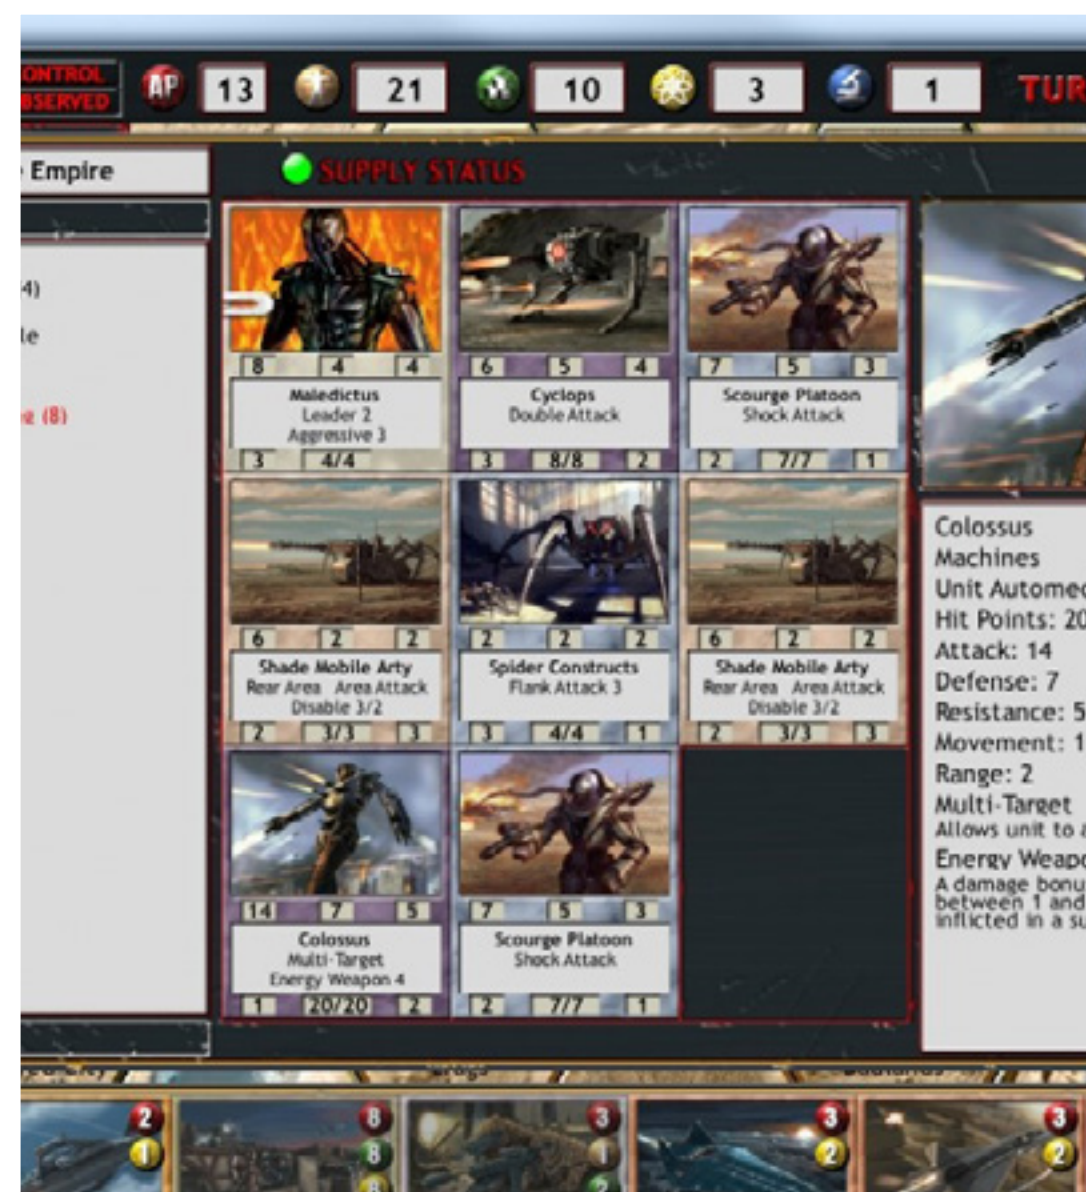 ONTROL
BSERVED
AP 13 21 10 3 1 TUR
Empire
SUPPLY STATUS
4)
le
(8)
8 4 4
Maledictus
Leader 2
Aggressive 3
3 4/4
6 5 4
Cyclops
Double Attack
3 8/8 2
7 5 3
Scourge Platoon
Shock Attack
2 7/7 1
6 2 2
Shade Mobile Arty
Rear Area Area Attack
Disable 3/2
2 3/3 3
2 2 2
Spider Constructs
Flank Attack 3
3 4/4 1
6 2 2
Shade Mobile Arty
Rear Area Area Attack
Disable 3/2
2 3/3 3
14 7 5
Colossus
Multi-Target
Energy Weapon 4
1 20/20 2
7 5 3
Scourge Platoon
Shock Attack
2 7/7 1
Colossus
Machines
Unit Automec
Hit Points: 20
Attack: 14
Defense: 7
Resistance: 5
Movement: 1
Range: 2
Multi-Target
Allows unit to a
Energy Weapo
A damage bonu
between 1 and
inflicted in a su
2 8 3 3 3
1 8 1 2 2
8 2